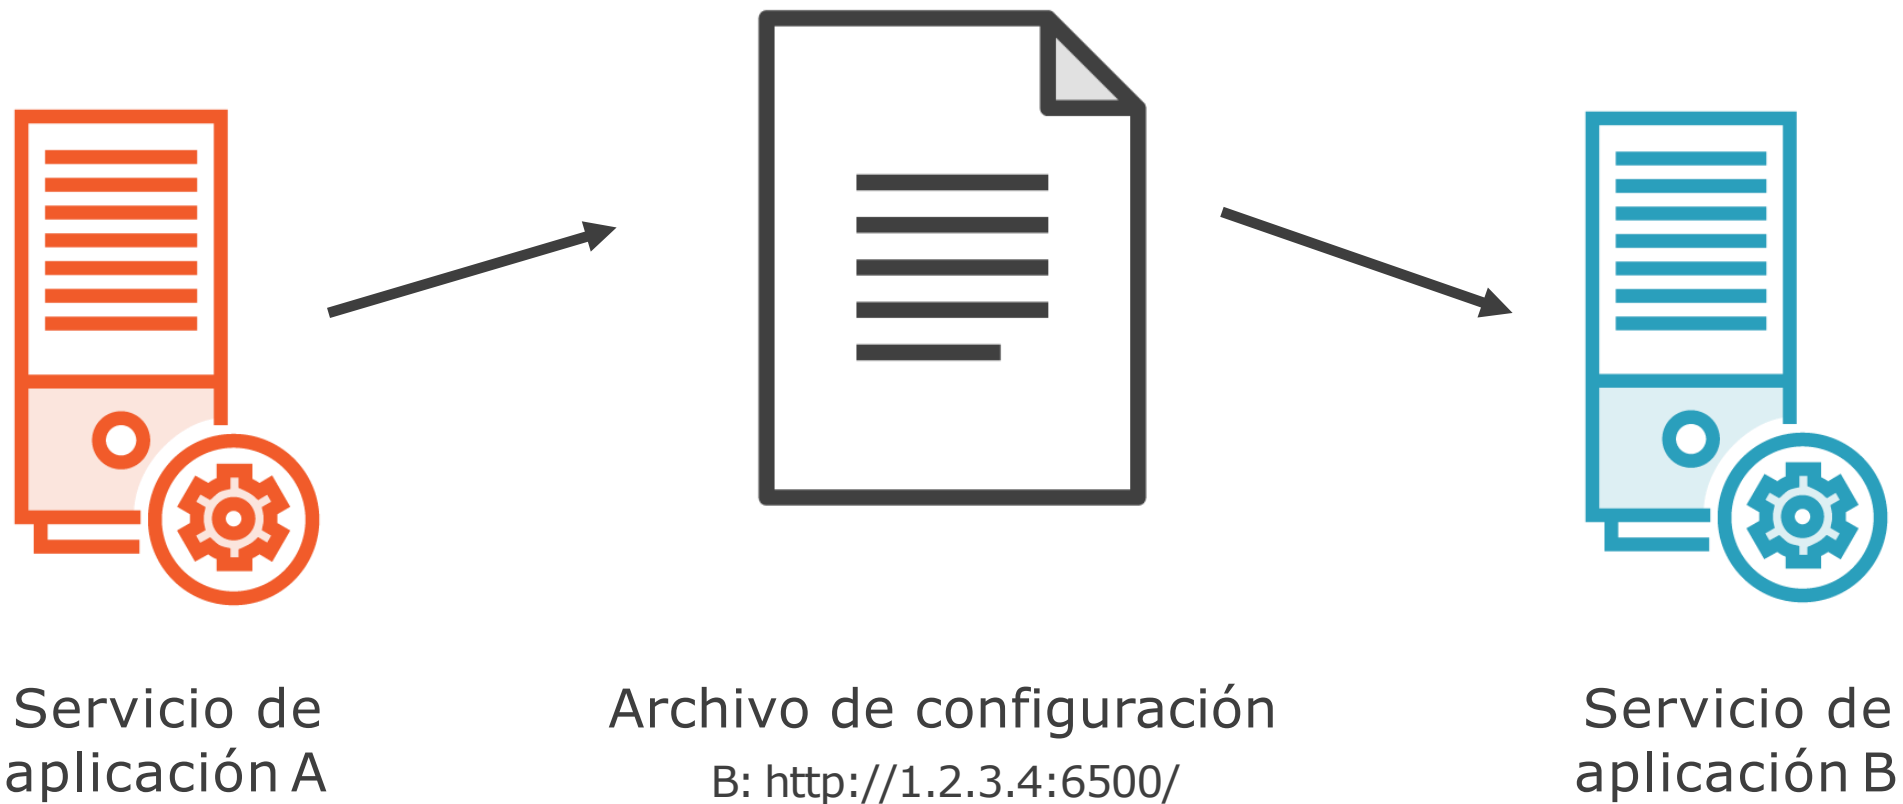 Servicio de
aplicación A
Archivo de configuración
B: http://1.2.3.4:6500/
Servicio de
aplicación B